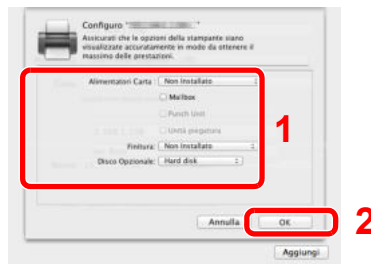 Configuro "
Assicurati che le opzioni della stampante siano
visualizzate accuratamente in modo da ottenere il
massimo delle prestazioni.
Alimentatori Carta : Non Installato
Mailbox
Punch Unit
Unità piegatura
Finitura: Non Installato
Disco Opzionale: Hard disk
1
Annulla OK
2
Aggiungi